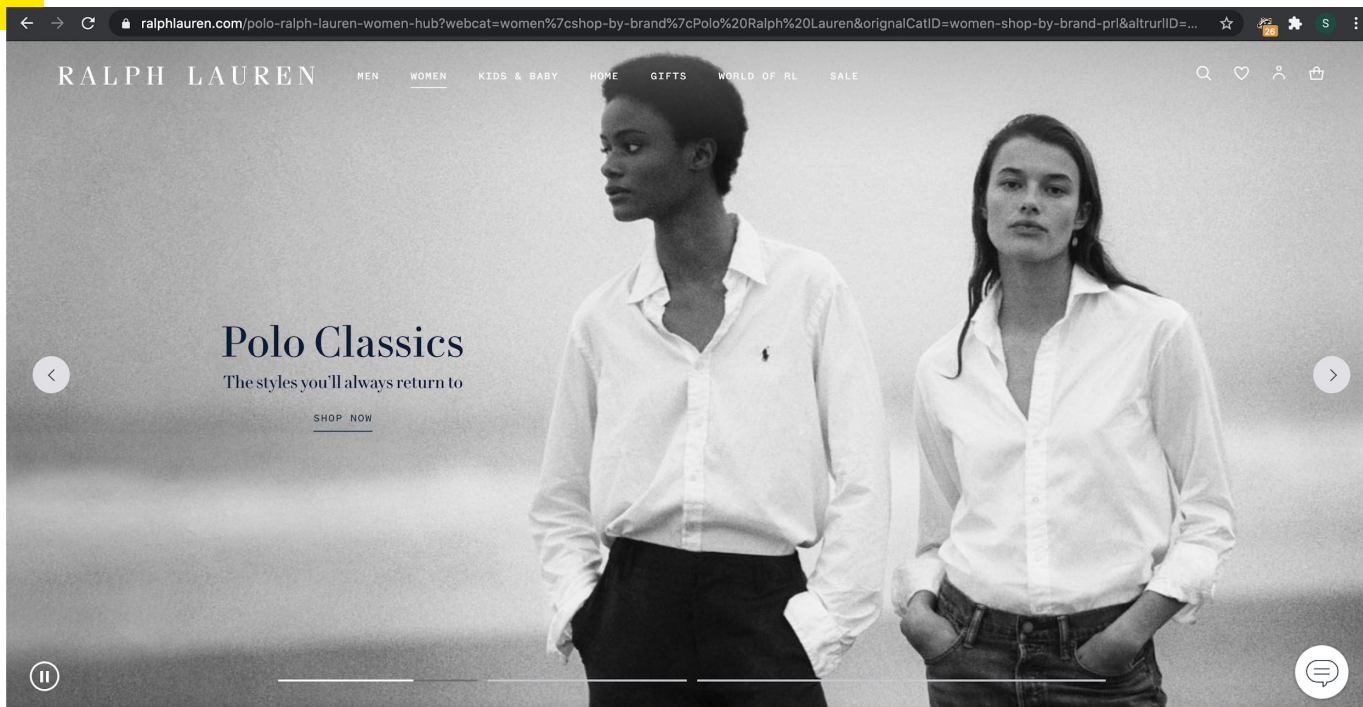 ralphlauren.com/polo-ralph-lauren-women-hub?webcat=women%7cshop-by-brand%7cPolo%20Ralph%20Lauren&orignalCatID=women-shop-by-brand-prl&altrurlID=...
26
S
RALPH LAUREN
MEN
WOMEN
KIDS & BABY
HOME
GIFTS
WORLD OF RL
SALE
Polo Classics
The styles you'll always return to
SHOP NOW